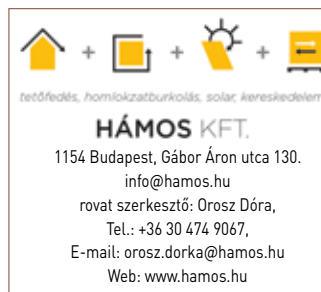 + + +
tetőfedés, homlokzatburkolás, solar, kereskedelem
HÁMOS KFT.
1154 Budapest, Gábor Áron utca 130.
info@hamos.hu
rovat szerkesztő: Orosz Dóra,
Tel.: +36 30 474 9067,
E-mail: orosz.dorka@hamos.hu
Web: www.hamos.hu